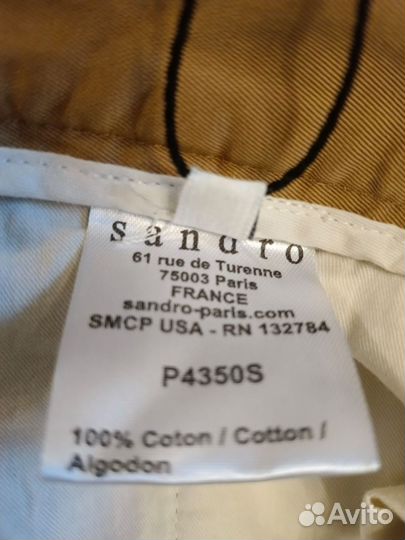 sandro
61 rue de Turenne
75003 Paris
FRANCE
sandro-paris.com
SMCP USA - RN 132784
P4350S
100% Coton / Cotton /
Algodon
Avito